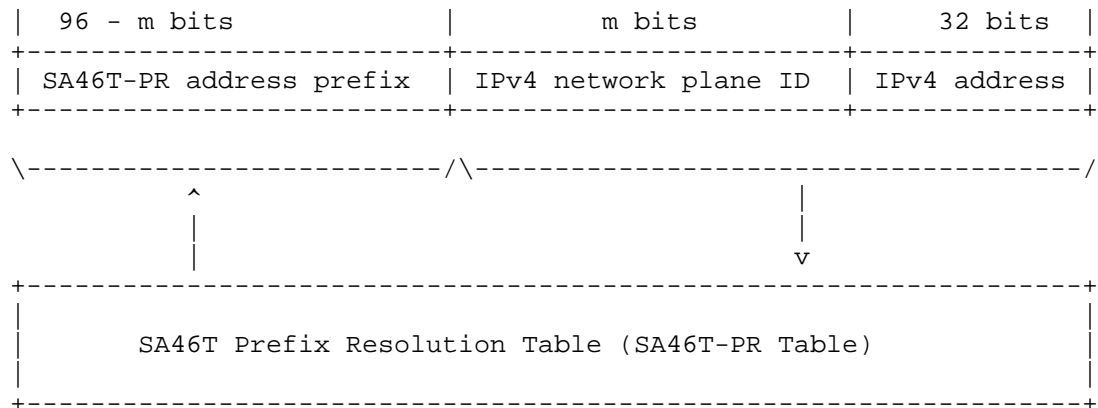 | 96 - m bits | m bits | 32 bits |
| SA46T-PR address prefix | IPv4 network plane ID | IPv4 address |
SA46T Prefix Resolution Table (SA46T-PR Table)